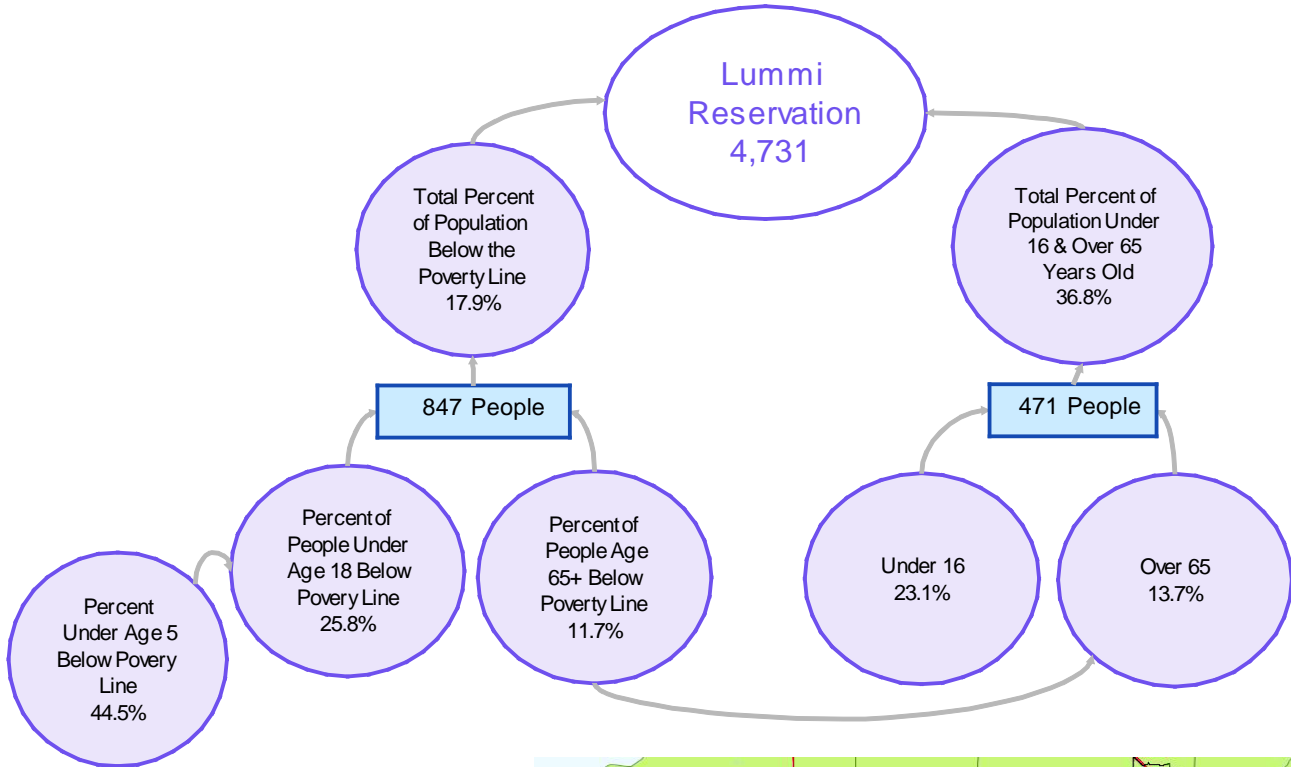 Lummi
Reservation
4,731
Total Percent
of Population
Below the
Poverty Line
17.9%
Total Percent of
Population Under
16 & Over 65
Years Old
36.8%
847 People
471 People
Percent
Under Age 5
Below Povery
Line
44.5%
Percent of
People Under
Age 18 Below
Povery Line
25.8%
Percent of
People Age
65+ Below
Poverty Line
11.7%
Under 16
23.1%
Over 65
13.7%